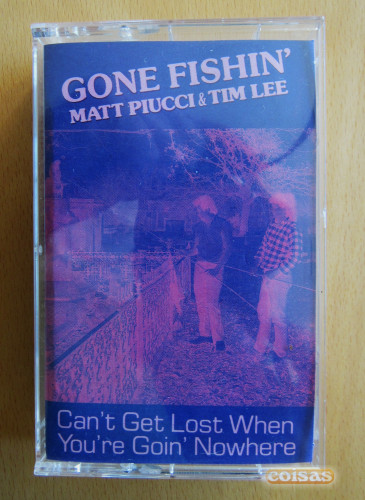 GONE FISHIN'
MATT PIUCCI & TIM LEE
Can't Get Lost When
You're Goin' Nowhere
coisas